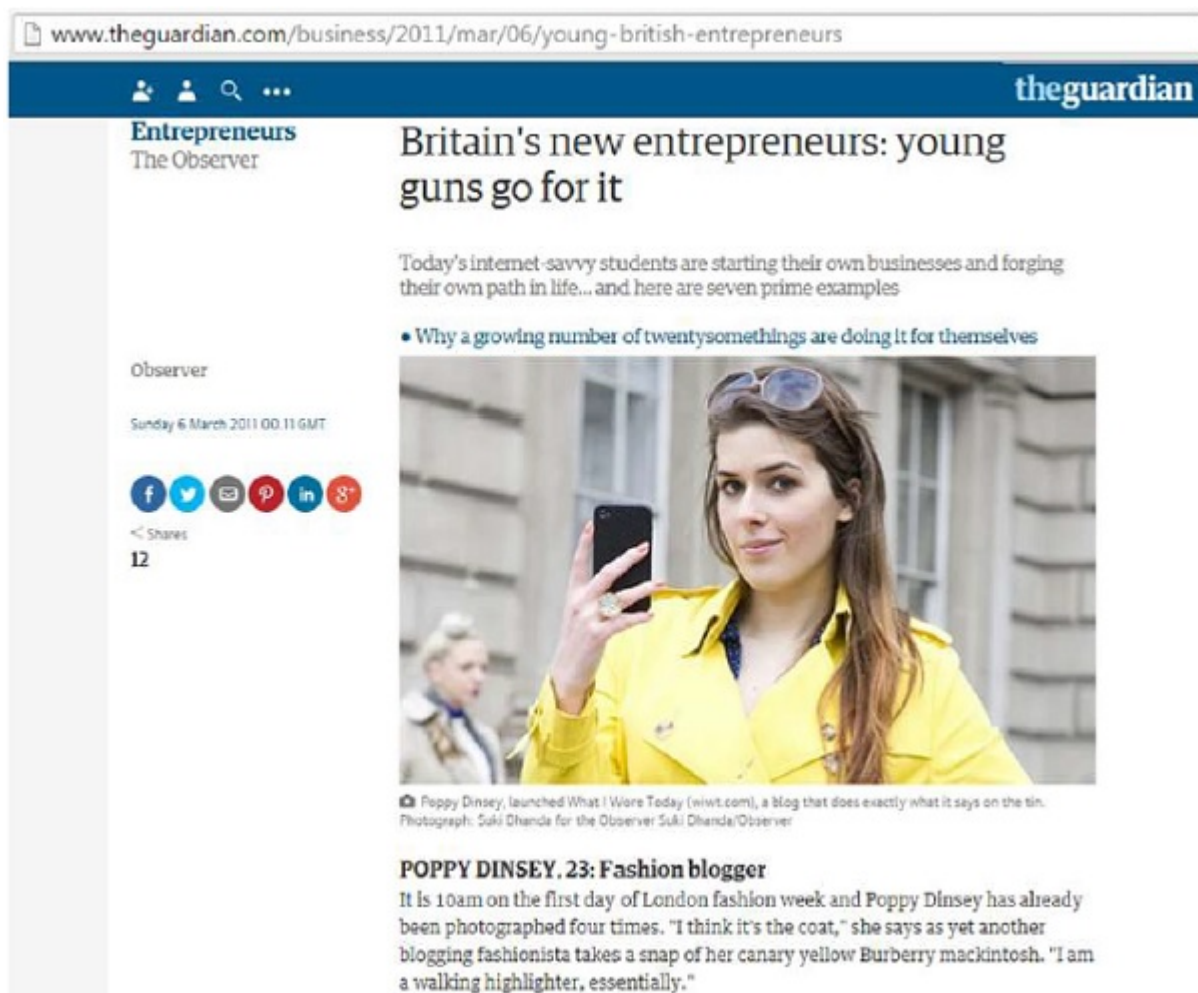 www.theguardian.com/business/2011/mar/06/young-british-entrepreneurs
theguardian
Entrepreneurs
The Observer
Britain's new entrepreneurs: young
guns go for it
Today's internet-savvy students are starting their own businesses and forging
their own path in life... and here are seven prime examples
• Why a growing number of twentysomethings are doing it for themselves
Observer
Sunday 6 March 2011 00.11 GMT
Shares
12
Poppy Dinsey, launched What I Wore Today (wiwt.com), a blog that does exactly what it says on the tin.
Photograph: Suki Dhanda for the Observer Suki Dhanda/Observer
POPPY DINSEY, 23: Fashion blogger
It is 10am on the first day of London fashion week and Poppy Dinsey has already
been photographed four times. "I think it's the coat," she says as yet another
blogging fashionista takes a snap of her canary yellow Burberry mackintosh. "I am
a walking highlighter, essentially."